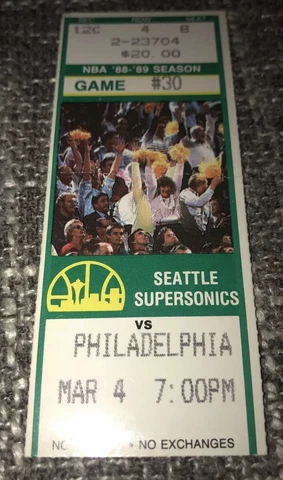 SEC ROW SEAT
12C 4 8
2-23704
$20.00
NBA '88-'89 SEASON
GAME #30
SEATTLE
SUPERSONICS
VS
PHILADELPHIA
MAR 4 7:00PM
NO • NO EXCHANGES